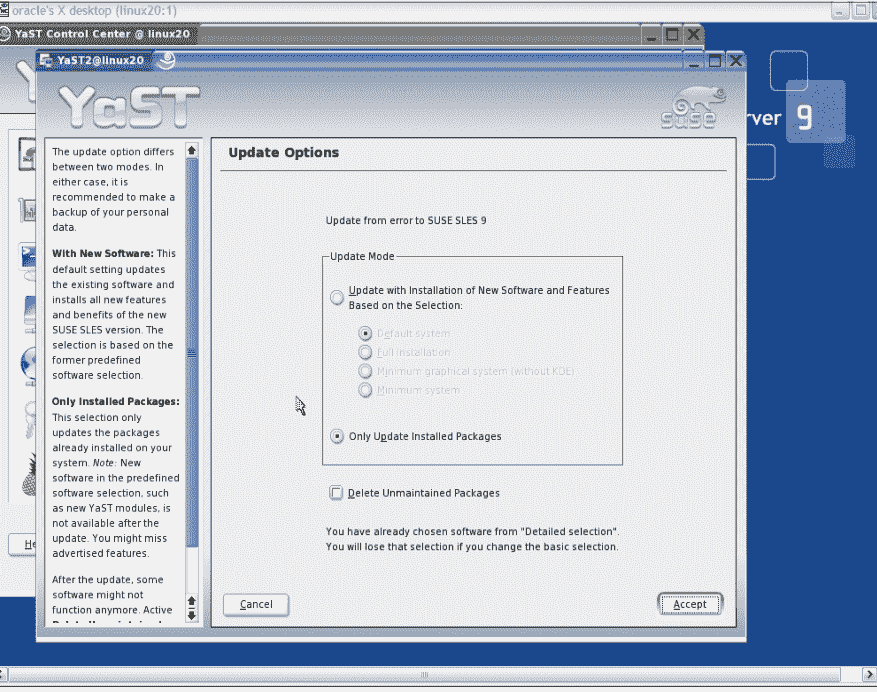 oracle's X desktop (linux20:1)
YaST Control Center @ linux20
YaST2@linux20
YaST
SUSE
rver 9
The update option differs
between two modes. In
either case, it is
recommended to make a
backup of your personal
data.
With New Software: This
default setting updates
the existing software and
installs all new features
and benefits of the new
SUSE SLES version. The
selection is based on the
former predefined
software selection.
Only Installed Packages:
This selection only
updates the packages
already installed on your
system. Note: New
software in the predefined
software selection, such
as new YaST modules, is
not available after the
update. You might miss
advertised features.
After the update, some
software might not
function anymore. Active
Update Options
Update from error to SUSE SLES 9
Update Mode
Update with Installation of New Software and Features
Based on the Selection:
Default system
Full installation
Minimum graphical system (without KDE)
Minimum system
Only Update Installed Packages
Delete Unmaintained Packages
You have already chosen software from "Detailed selection".
You will lose that selection if you change the basic selection.
He
Cancel
Accept